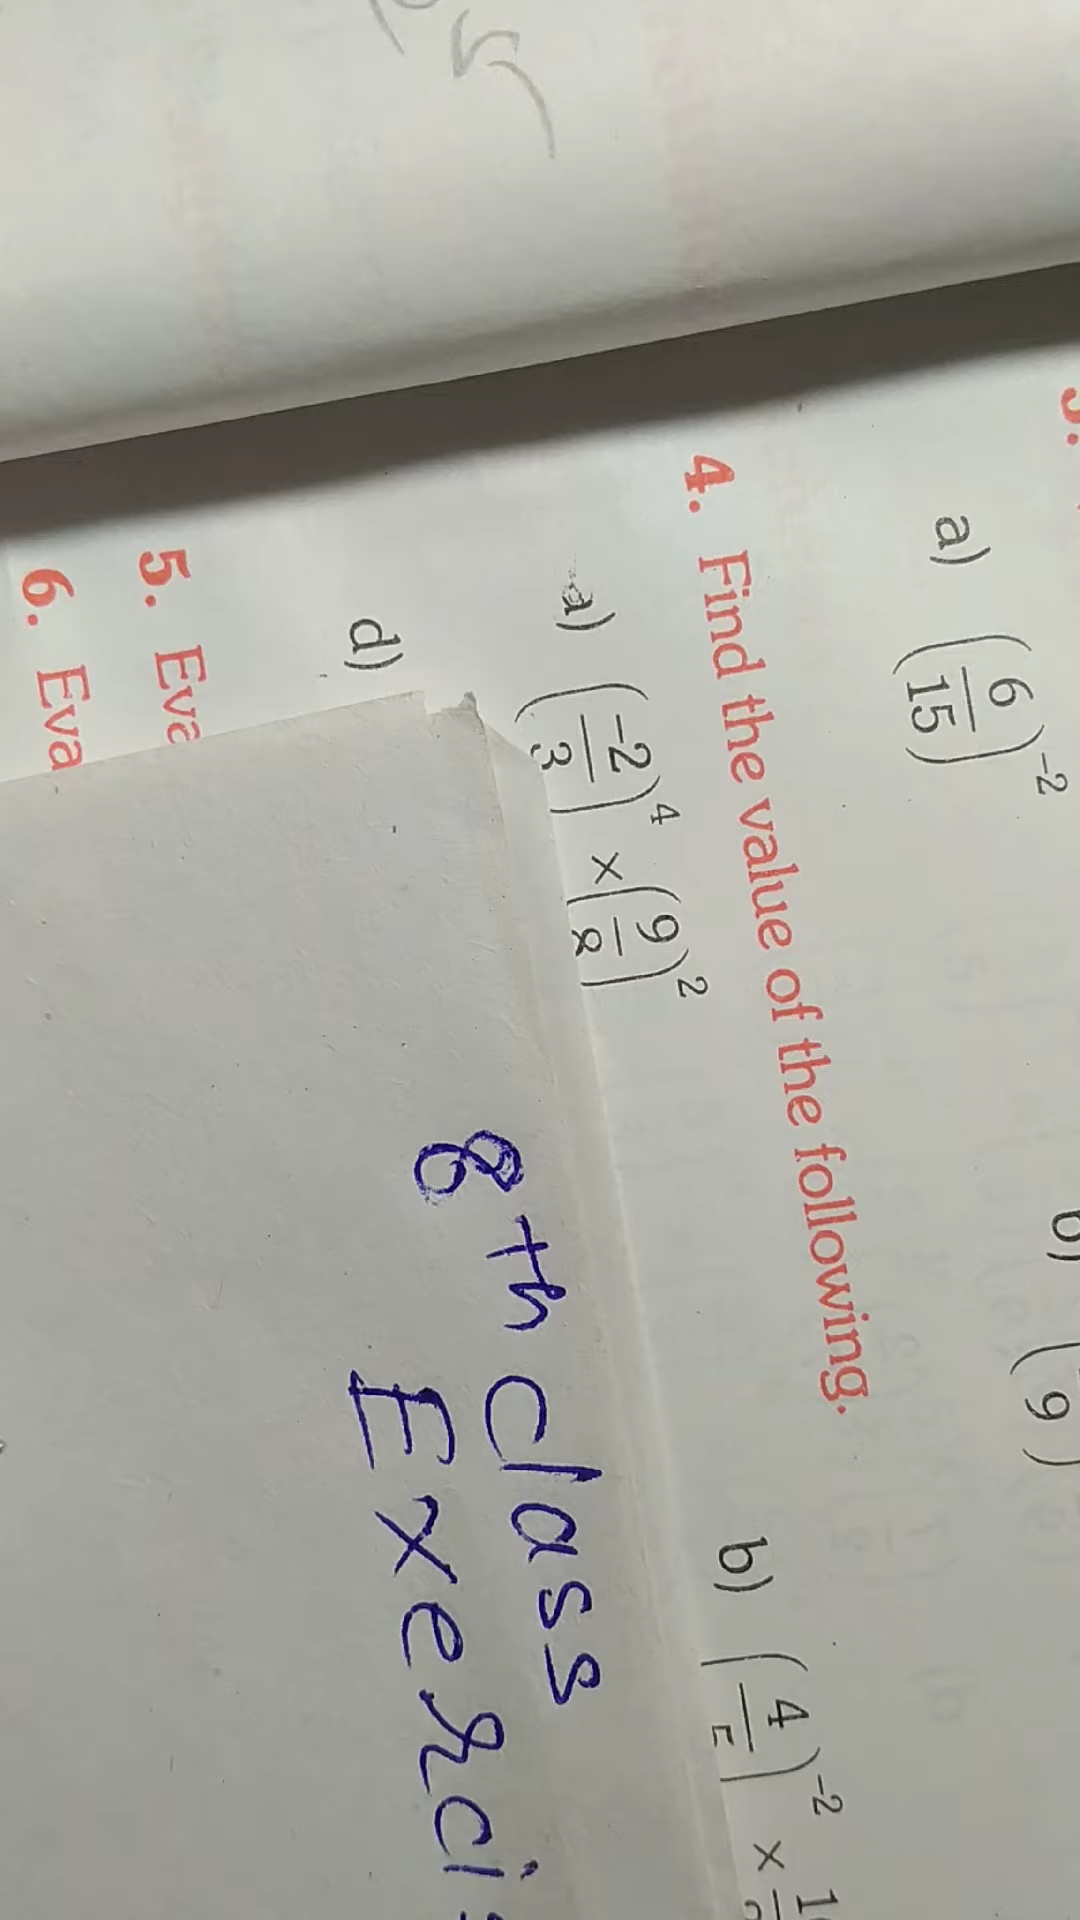 a) (6/15)^-2
4. Find the value of the following.
a) (-2/3)^4 × (9/8)^2
b) (4/5)^-2 ×
d)
5. Eva
6. Eva
8th class
Exerci